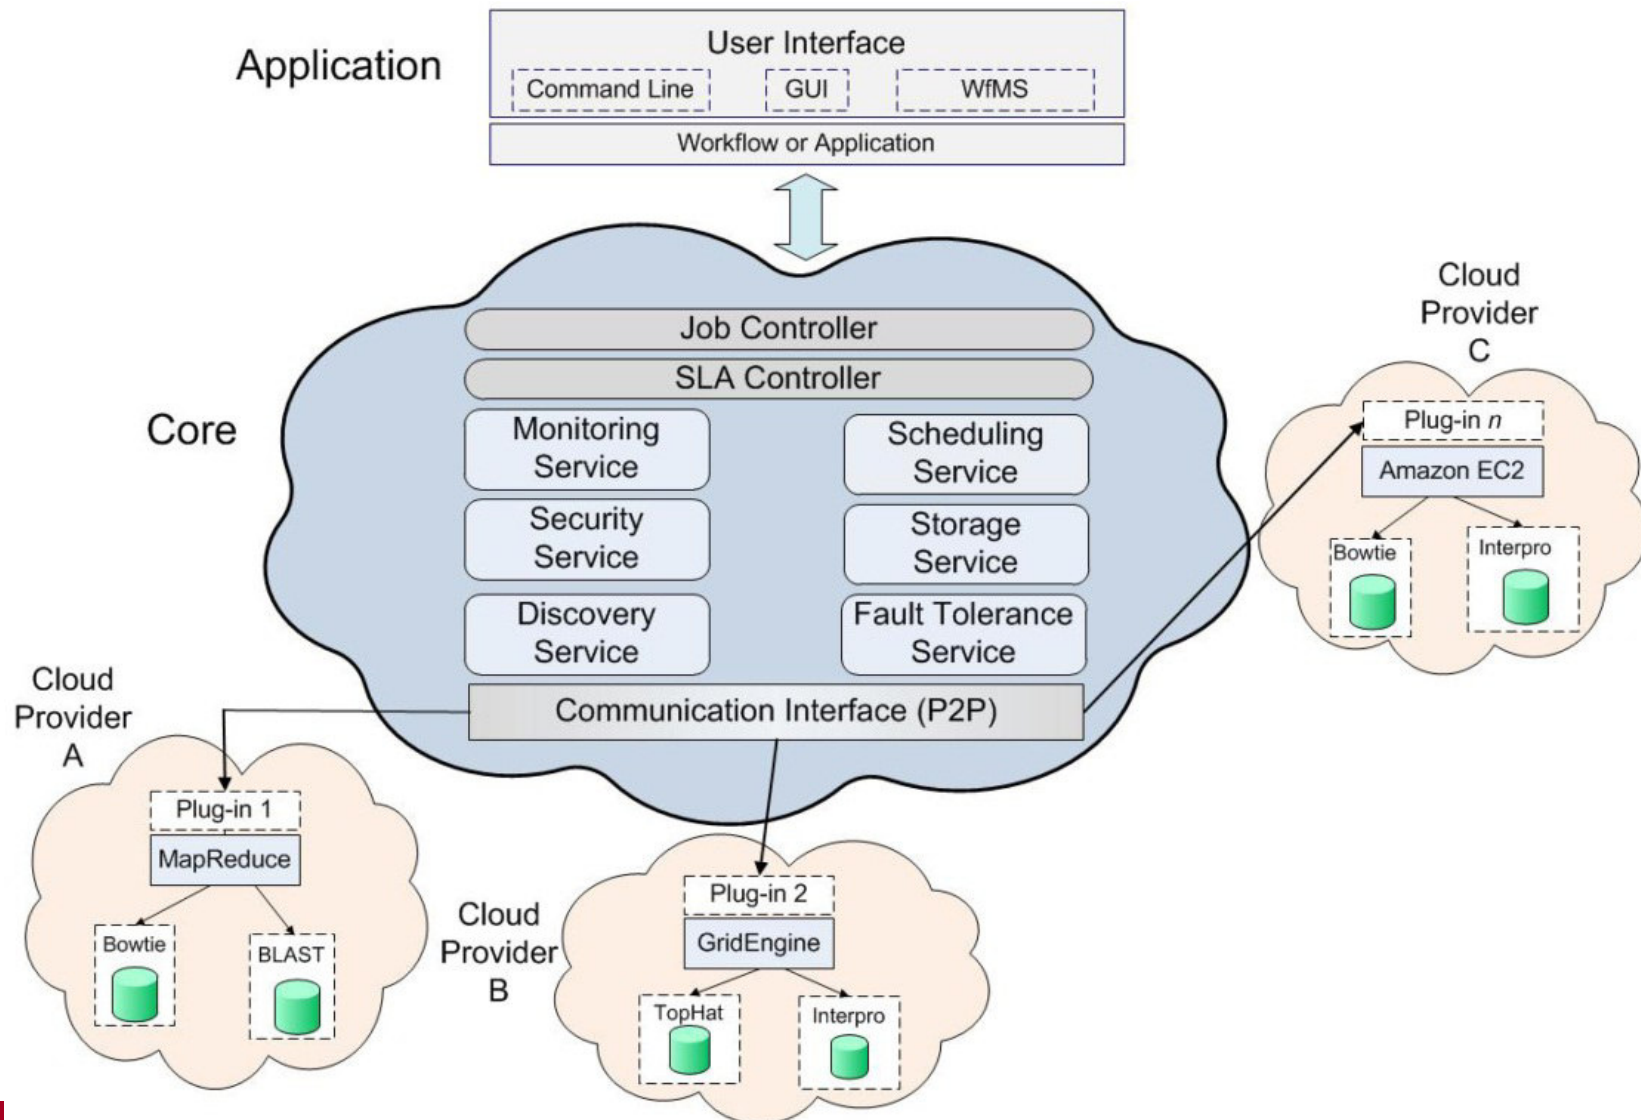 Application
User Interface
Command Line
GUI
WfMS
Workflow or Application
Core
Job Controller
SLA Controller
Monitoring
Service
Scheduling
Service
Security
Service
Storage
Service
Discovery
Service
Fault Tolerance
Service
Communication Interface (P2P)
Cloud
Provider
A
Plug-in 1
MapReduce
Bowtie
BLAST
Cloud
Provider
B
Plug-in 2
GridEngine
TopHat
Interpro
Cloud
Provider
C
Plug-in n
Amazon EC2
Bowtie
Interpro